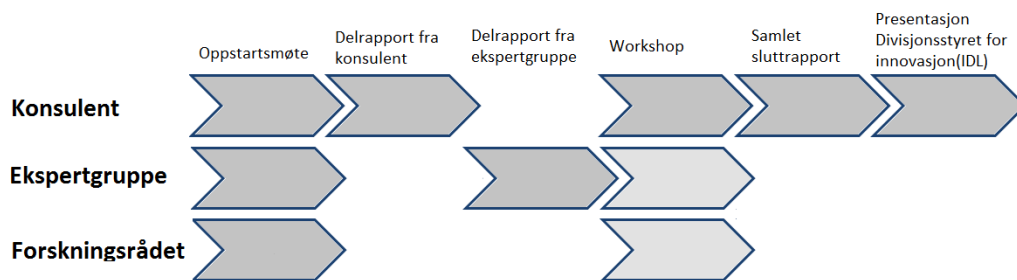 Oppstartsmøte
Delrapport fra
konsulent
Delrapport fra
ekspertgruppe
Workshop
Samlet
sluttrapport
Presentasjon
Divisjonsstyret for
innovasjon(IDL)
Konsulent
Ekspertgruppe
Forskningsrådet